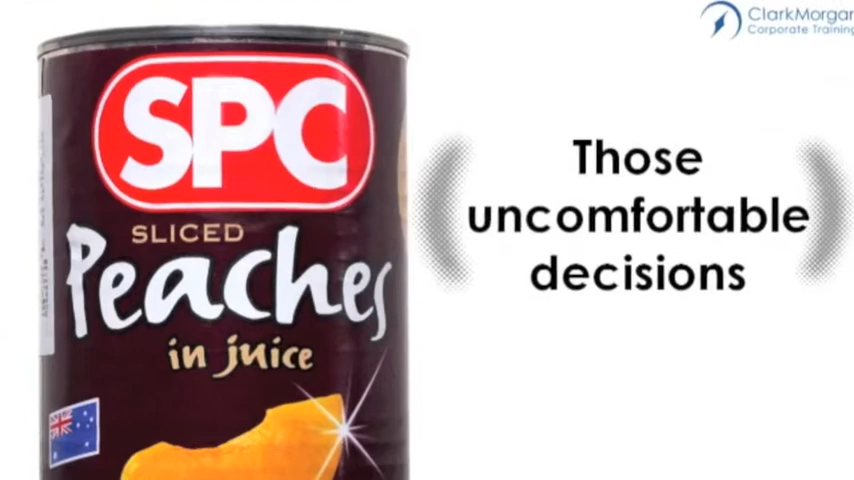 ClarkMorgan
Corporate Training
SPC
SLICED
Peaches
in juice
Those
uncomfortable
decisions